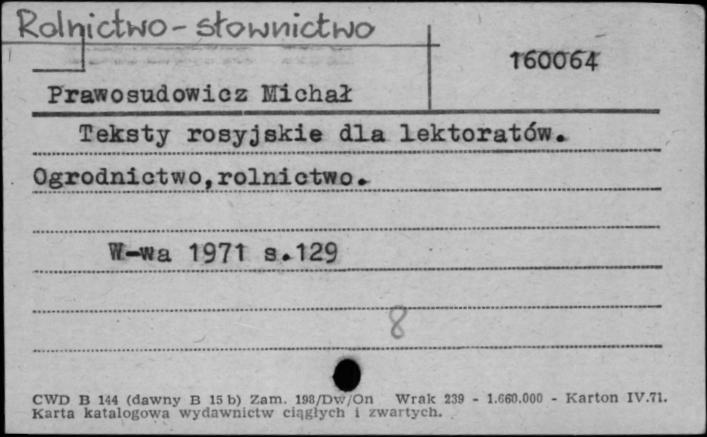 Rolnictwo - słownictwo
160064
Prawosudowicz Michał
Teksty rosyjskie dla lektoratów.
Ogrodnictwo,rolnictwo.
W-wa 1971 s.129
8
CWD B 144 (dawny B 15 b) Zam. 198/Dw/On Wrak 239 - 1.660.000 - Karton IV.71.
Karta katalogowa wydawnictw ciągłych i zwartych.